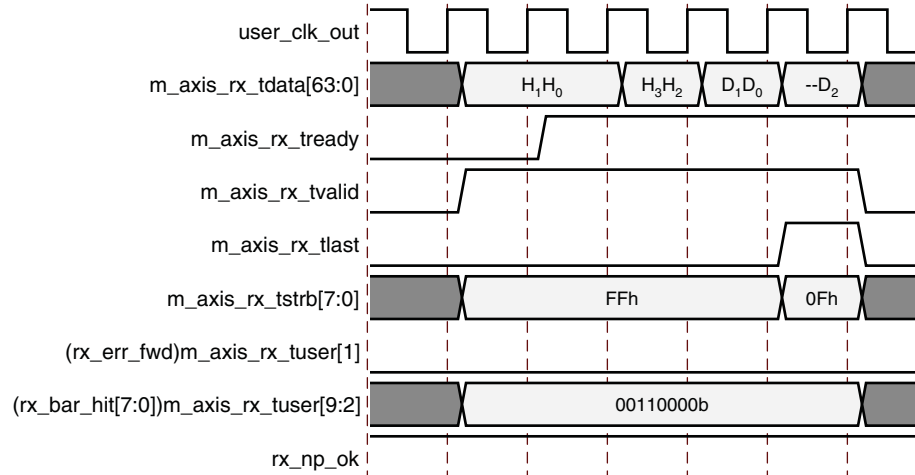 user_clk_out
m_axis_rx_tdata[63:0] H₁H₀ H₃H₂ D₁D₀ --D₂
m_axis_rx_tready
m_axis_rx_tvalid
m_axis_rx_tlast
m_axis_rx_tstrb[7:0] FFh 0Fh
(rx_err_fwd)m_axis_rx_tuser[1]
(rx_bar_hit[7:0])m_axis_rx_tuser[9:2] 00110000b
rx_np_ok